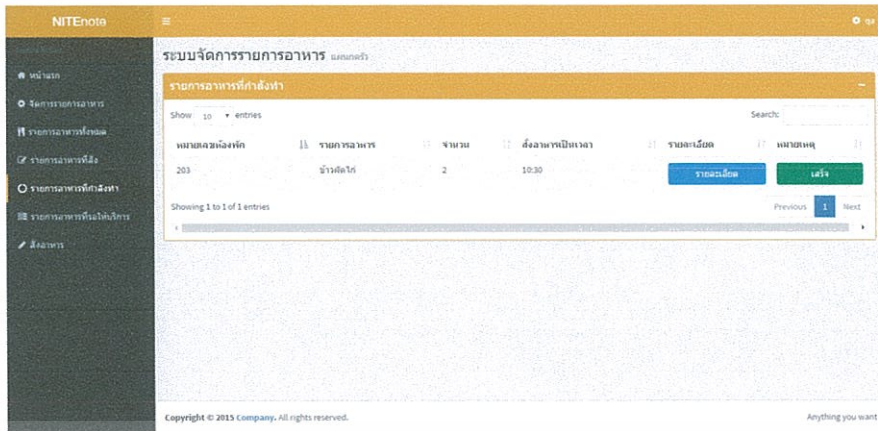 NITEnote
ระบบจัดการรายการอาหาร แผนกครัว
หน้าแรก
จัดการรายการอาหาร
รายการอาหารทั้งหมด
รายการอาหารที่สั่ง
รายการอาหารที่กำลังทำ
รายการอาหารที่รอให้บริการ
สั่งอาหาร
รายการอาหารที่กำลังทำ
Show 10 entries
Search:
หมายเลขห้องพัก รายการอาหาร จำนวน สั่งอาหารเป็นเวลา รายละเอียด หมายเหตุ
203 ข้าวผัดไก่ 2 10:30 รายละเอียด เสร็จ
Showing 1 to 1 of 1 entries
Previous 1 Next
Copyright © 2015 Company. All rights reserved.
Anything you want